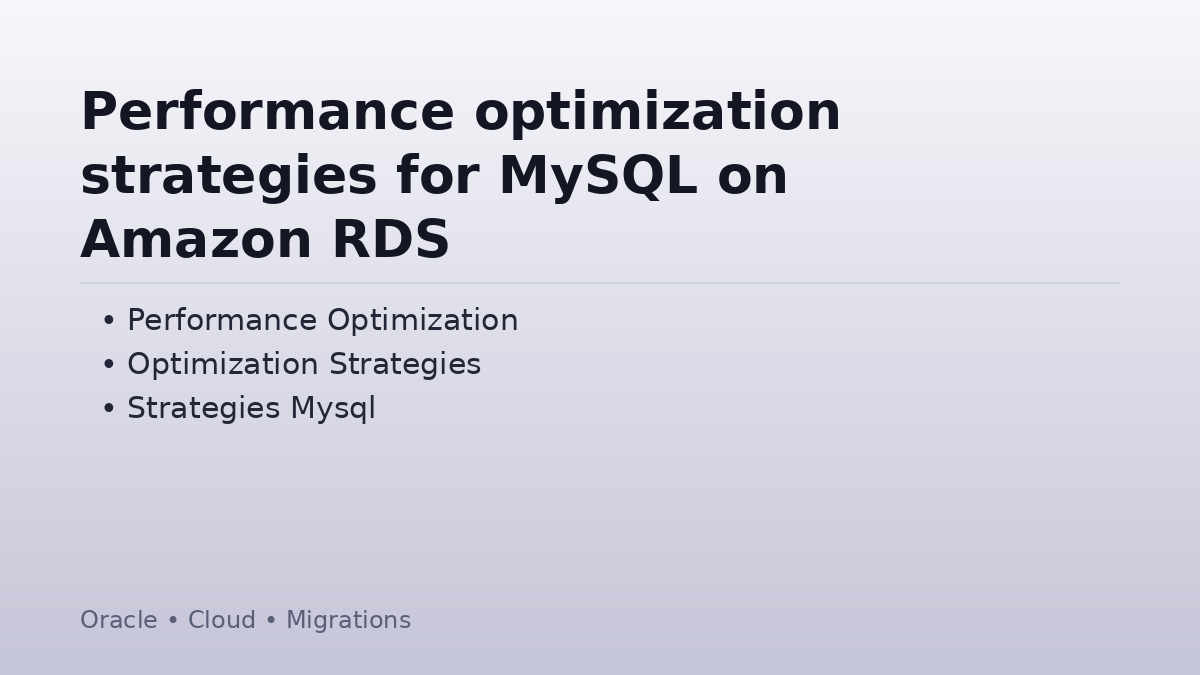 Performance optimization
strategies for MySQL on
Amazon RDS
• Performance Optimization
• Optimization Strategies
• Strategies Mysql
Oracle • Cloud • Migrations